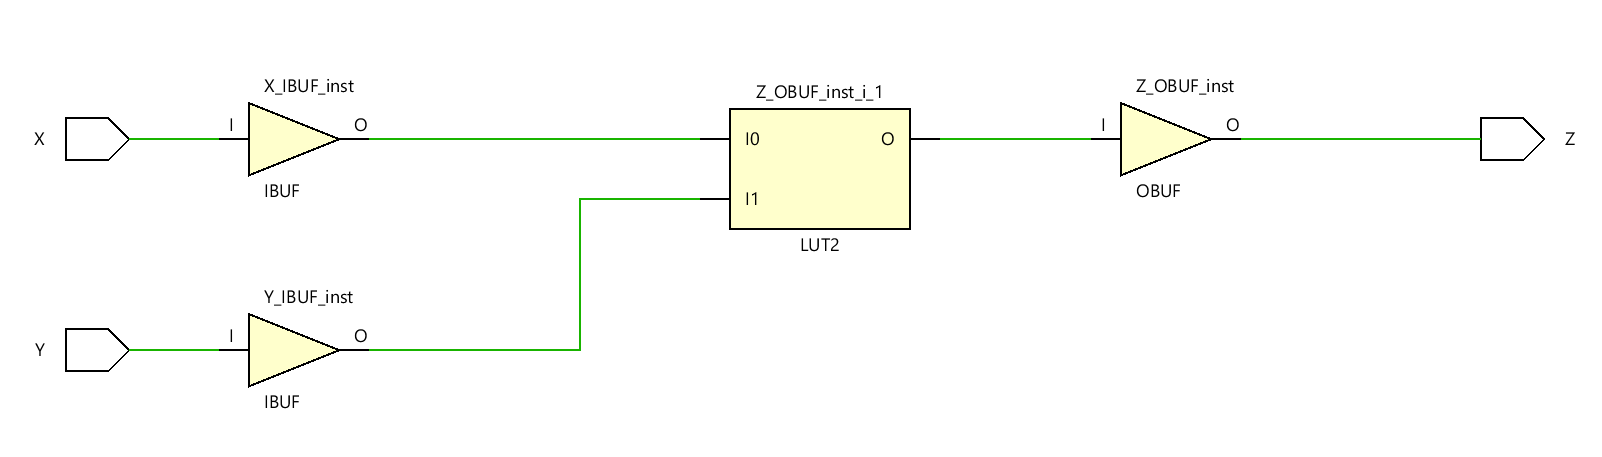 X_IBUF_inst
Z_OBUF_inst_i_1
Z_OBUF_inst
X
I
O
I0
O
I
O
Z
IBUF
I1
OBUF
LUT2
Y_IBUF_inst
Y
I
O
IBUF